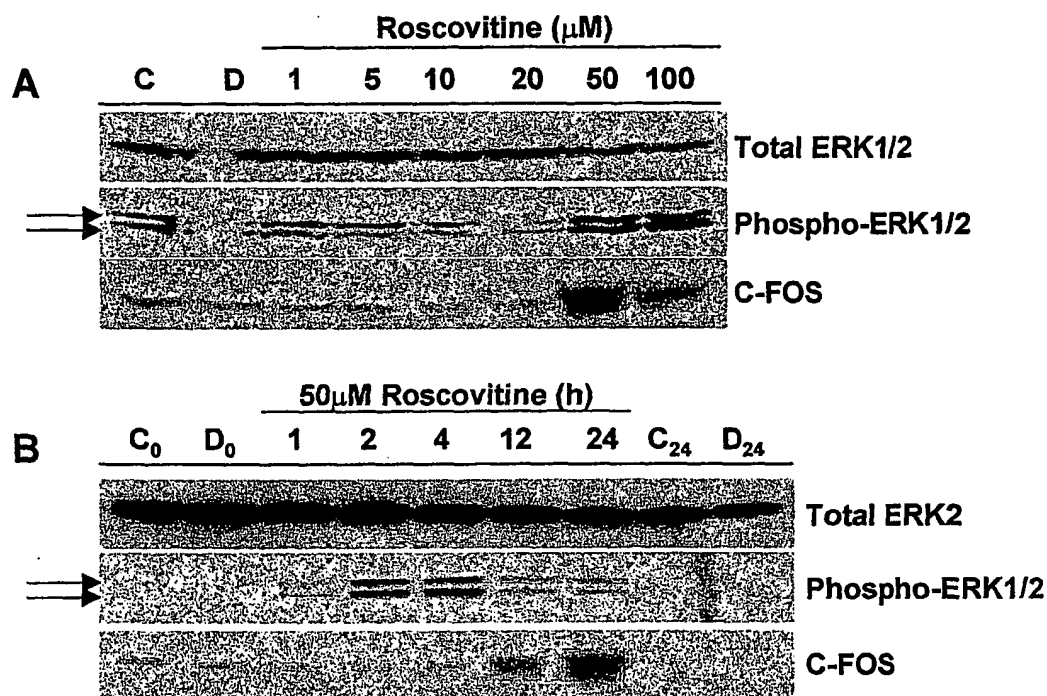 Roscovitine (μM)
A
C D 1 5 10 20 50 100
Total ERK1/2
Phospho-ERK1/2
C-FOS
50μM Roscovitine (h)
B
C₀ D₀ 1 2 4 12 24 C₂₄ D₂₄
Total ERK2
Phospho-ERK1/2
C-FOS